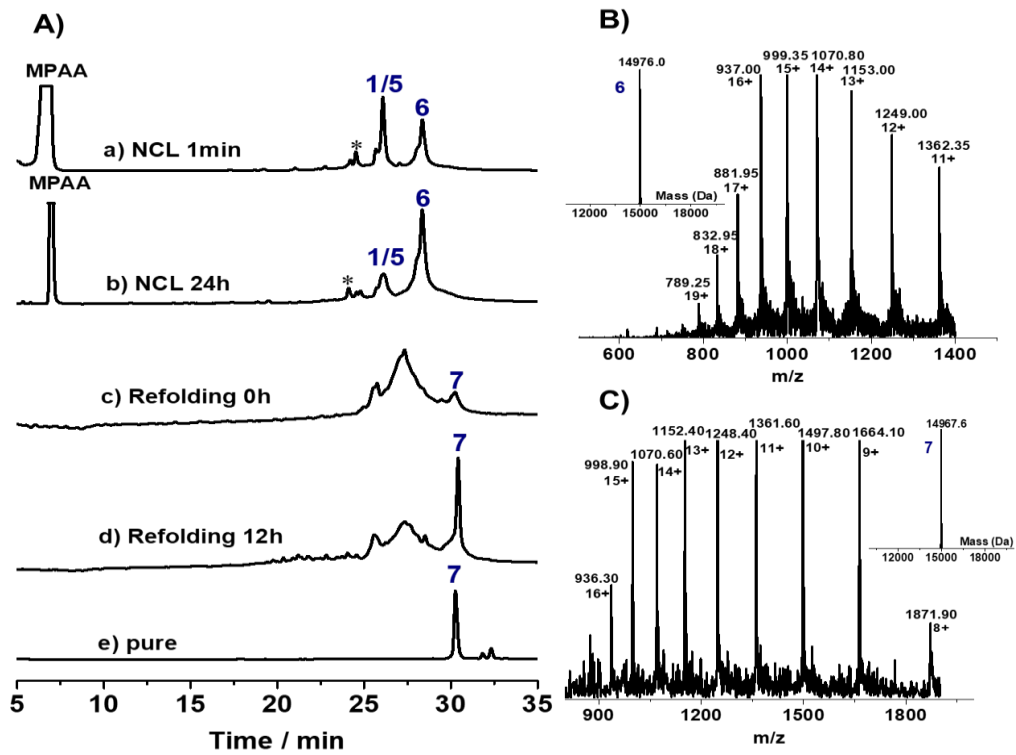 A)
MPAA
1/5
6
*
a) NCL 1min
MPAA
6
1/5
*
b) NCL 24h
c) Refolding 0h
7
7
d) Refolding 12h
7
e) pure
5 10 15 20 25 30 35
Time / min
B)
14976.0
6
Mass (Da)
12000 15000 18000
789.25
19+
832.95
18+
881.95
17+
937.00
16+
999.35
15+
1070.80
14+
1153.00
13+
1249.00
12+
1362.35
11+
600 800 1000 1200 1400
m/z
C)
936.30
16+
998.90
15+
1070.60
14+
1152.40
13+
1248.40
12+
1361.60
11+
1497.80
10+
1664.10
9+
1871.90
8+
14967.6
7
Mass (Da)
12000 15000 18000
900 1200 1500 1800
m/z